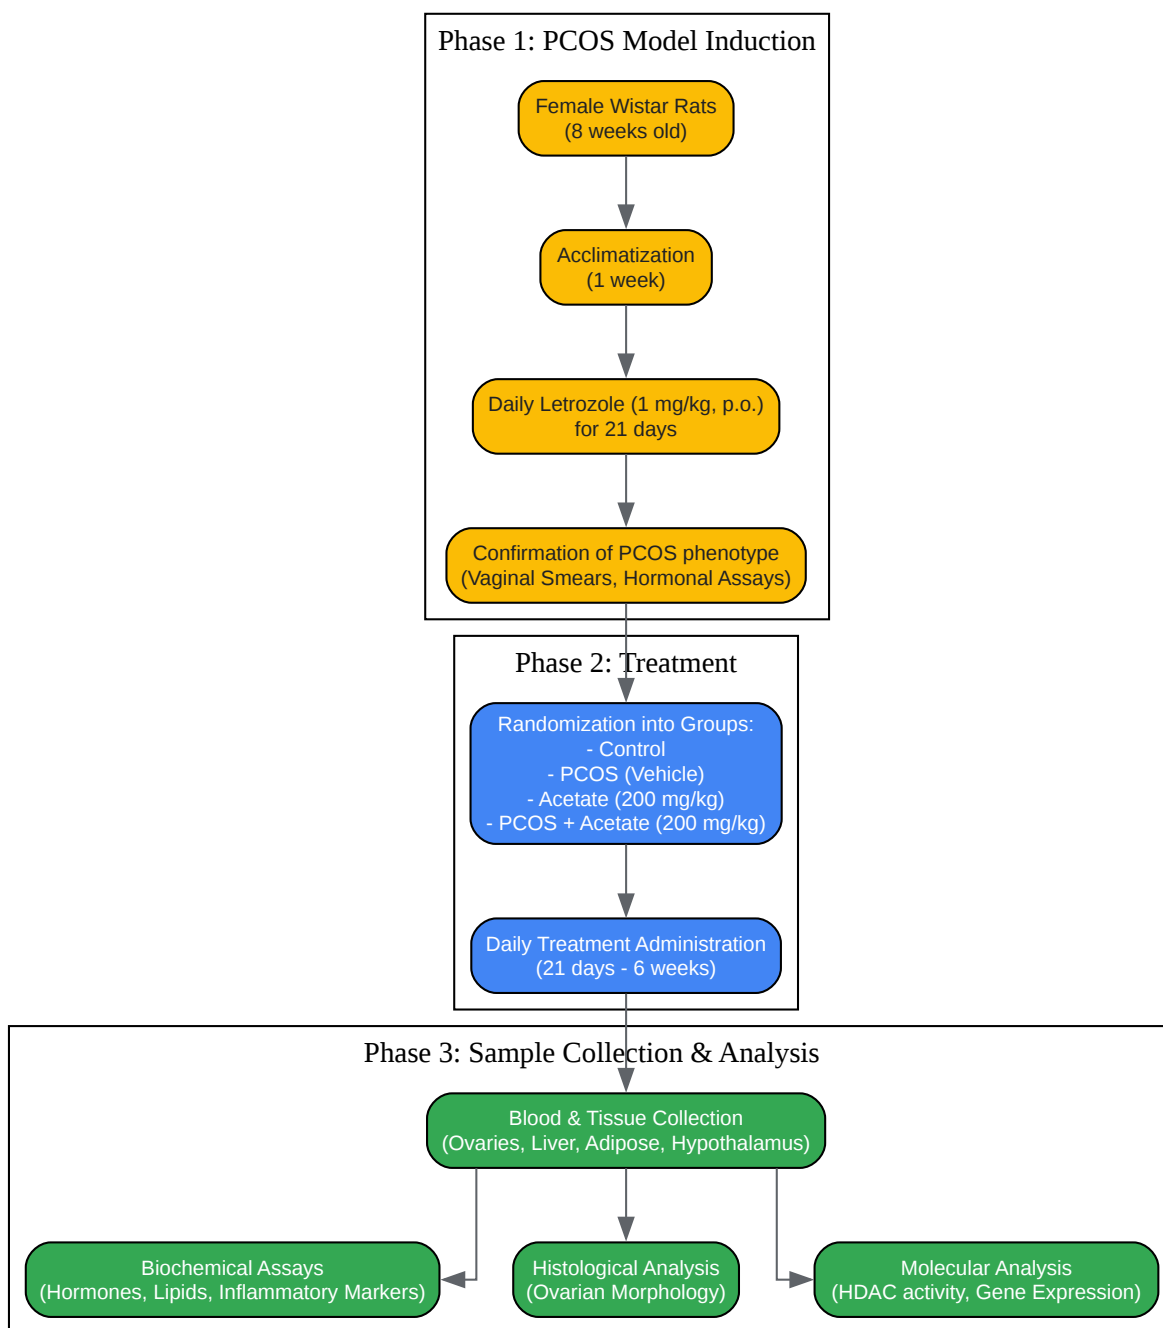 Phase 1: PCOS Model Induction
Female Wistar Rats
(8 weeks old)
Acclimatization
(1 week)
Daily Letrozole (1 mg/kg, p.o.)
for 21 days
Confirmation of PCOS phenotype
(Vaginal Smears, Hormonal Assays)
Phase 2: Treatment
Randomization into Groups:
- Control
- PCOS (Vehicle)
- Acetate (200 mg/kg)
- PCOS + Acetate (200 mg/kg)
Daily Treatment Administration
(21 days - 6 weeks)
Phase 3: Sample Collection & Analysis
Blood & Tissue Collection
(Ovaries, Liver, Adipose, Hypothalamus)
Biochemical Assays
(Hormones, Lipids, Inflammatory Markers)
Histological Analysis
(Ovarian Morphology)
Molecular Analysis
(HDAC activity, Gene Expression)